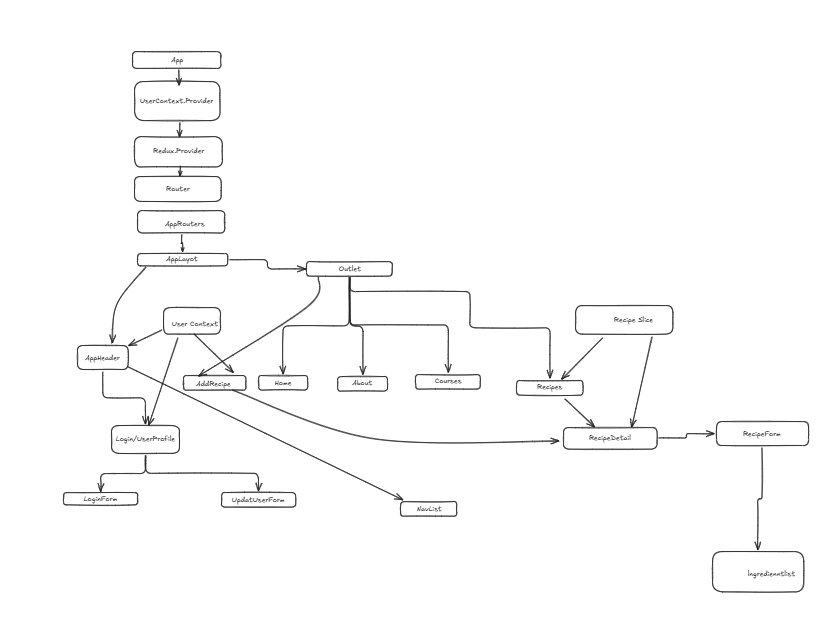 App
UserContext.Provider
Redux.Provider
Router
AppRouters
AppLayot
Outlet
User Context
Recipe Slice
AppHeader
AddRecipe
Home
About
Courses
Recipes
Login/UserProfile
RecipeDetail
RecipeForm
LoginForm
UpdatUserForm
NavList
Ingredienntlist